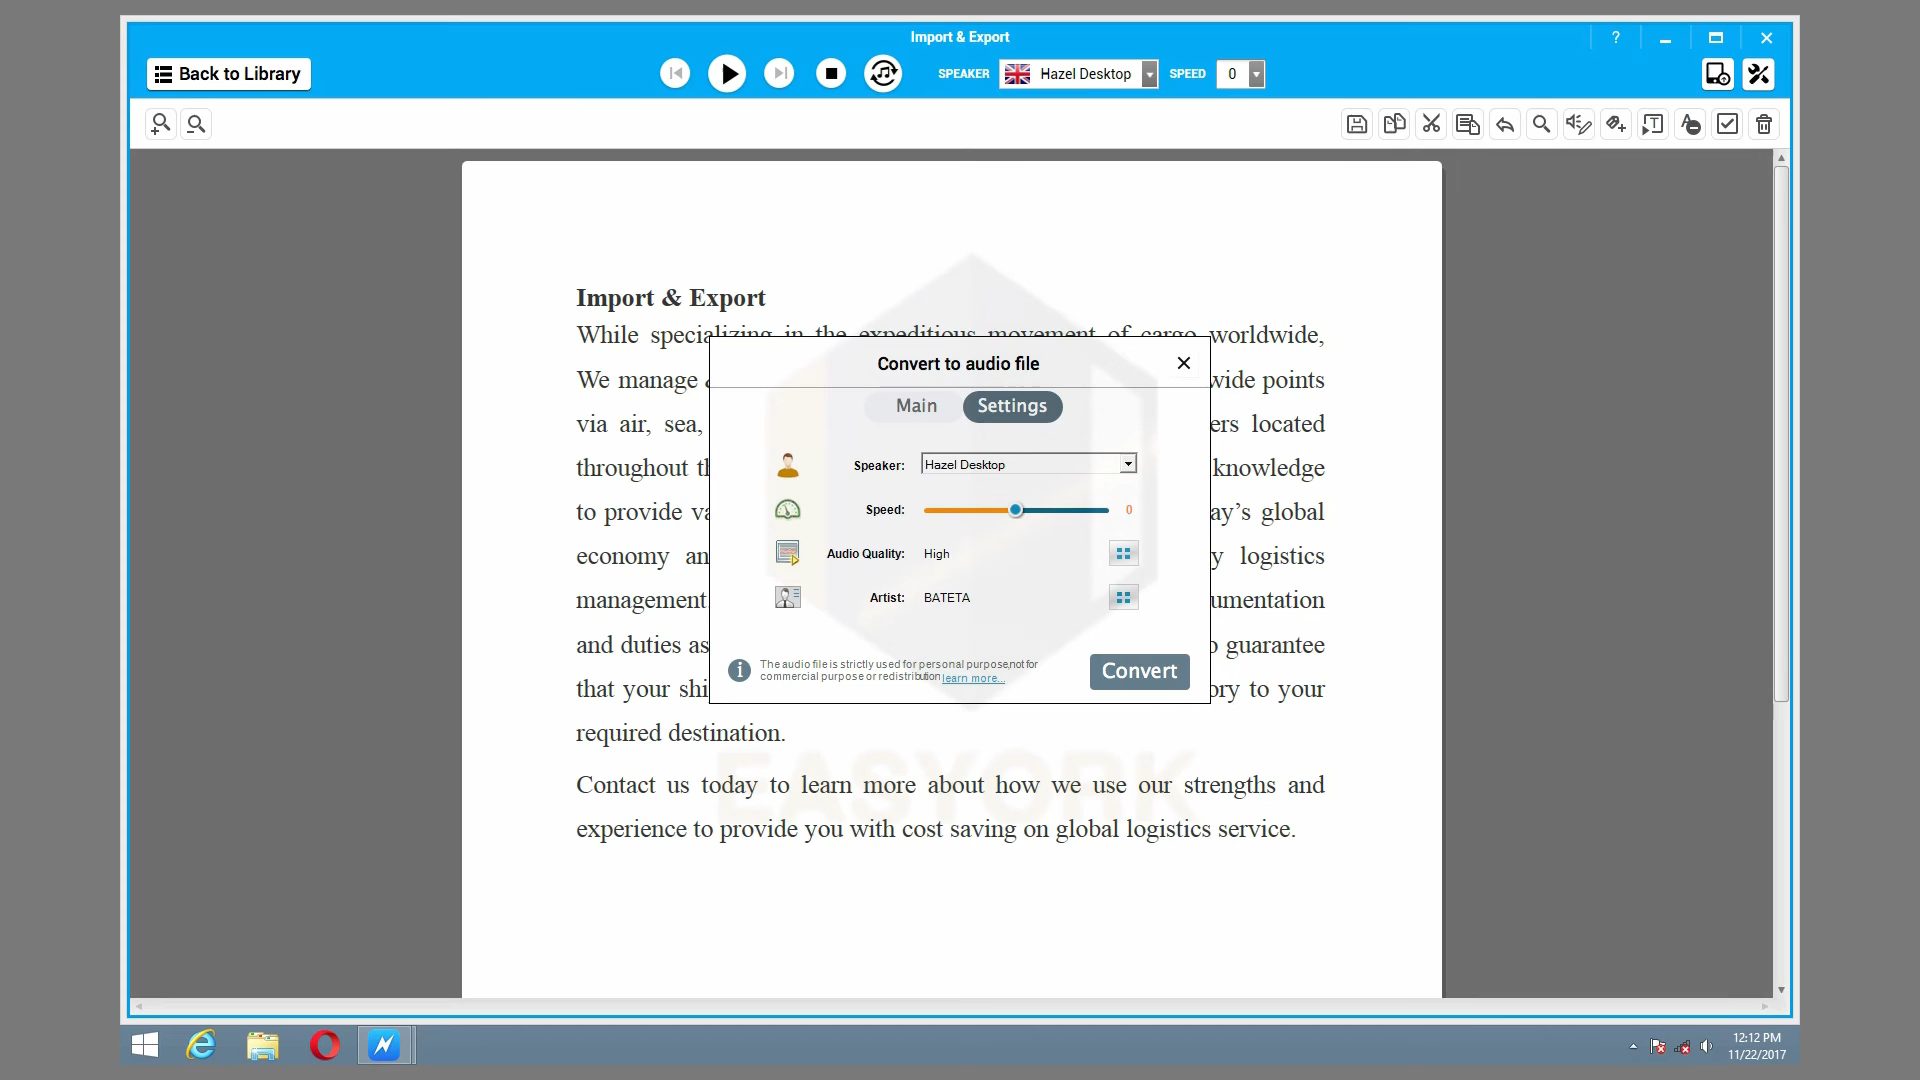 Import & Export
Back to Library
SPEAKER
Hazel Desktop
SPEED
0
Import & Export
While specializing in the expeditious movement of cargo worldwide,
We manage wide points
via air, sea, ers located
throughout knowledge
to provide ay’s global
economy logistics
management. umentation
and duties guarantee
that your ory to your
required destination.
Contact us today to learn more about how we use our strengths and
experience to provide you with cost saving on global logistics service.
Convert to audio file
Main
Settings
Speaker:
Hazel Desktop
Speed:
0
Audio Quality:
High
Artist:
BATETA
The audio file is strictly used for personal purpose,not for
commercial purpose or redistribution learn more...
Convert
EASYORK
12:12 PM
11/22/2017